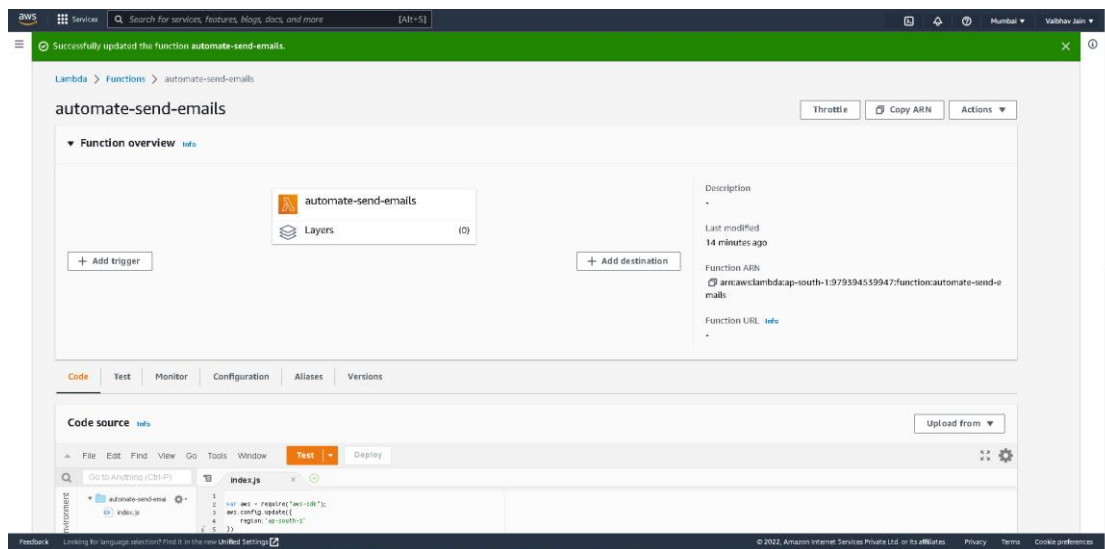 aws Services Search for services, features, blogs, docs, and more [Alt+S] Mumbai ▼ Vaibhav Jain ▼
Successfully updated the function automate-send-emails.
Lambda > Functions > automate-send-emails
automate-send-emails Throttle Copy ARN Actions ▼
▼ Function overview Info
automate-send-emails
Layers (0)
+ Add trigger
+ Add destination
Description
-
Last modified
14 minutes ago
Function ARN
arn:aws:lambda:ap-south-1:979394539947:function:automate-send-e
mails
Function URL Info
-
Code Test Monitor Configuration Aliases Versions
Code source Info Upload from ▼
File Edit Find View Go Tools Window Test ▼ Deploy
Go to Anything (Ctrl-P) index.js ×
Environment
automate-send-emai
index.js
1
2 var aws = require("aws-sdk");
3 aws.config.update({
4 region:'ap-south-1'
i 5 })
Feedback Looking for language selection? Find it in the new Unified Settings © 2022, Amazon Internet Services Private Ltd. or its affiliates. Privacy Terms Cookie preferences